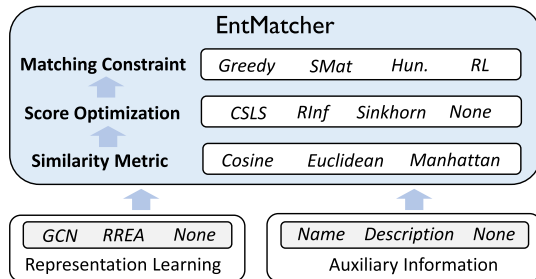 EntMatcher
Matching Constraint Greedy SMat Hun. RL
Score Optimization CSLS RInf Sinkhorn None
Similarity Metric Cosine Euclidean Manhattan
GCN RREA None
Representation Learning
Name Description None
Auxiliary Information